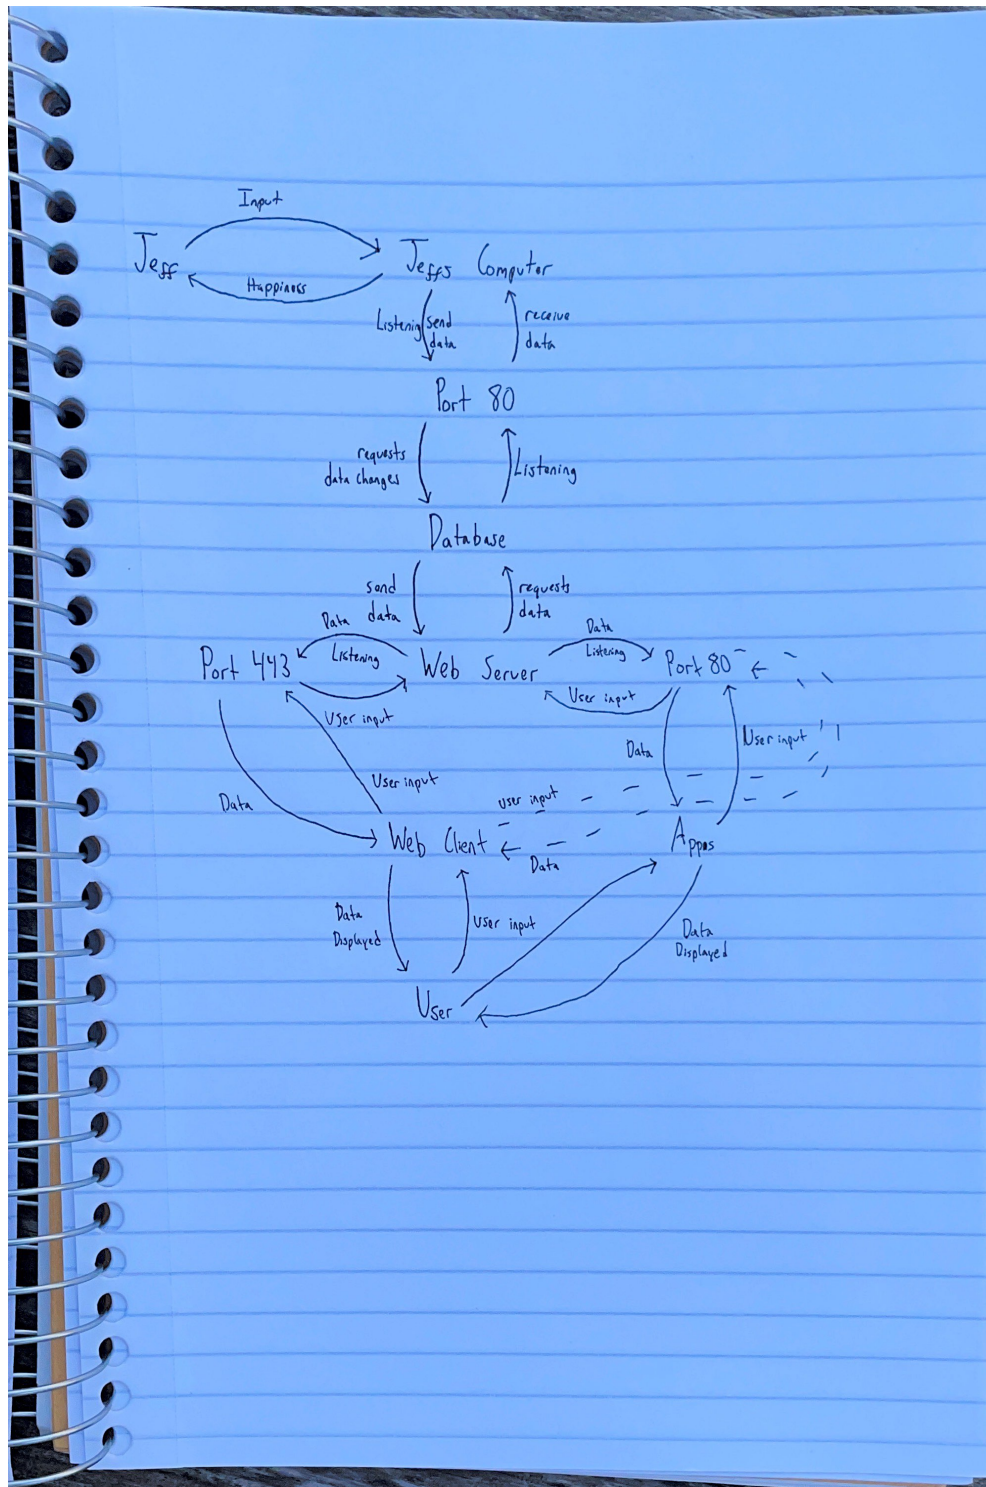 Input
Jeff
Jeffs Computer
Happiness
Listening
send
data
receive
data
Port 80
requests
data changes
Listening
Database
send
data
requests
data
Data
Listening
Data
Listening
Port 443
Web Server
Port 80
User input
User input
User input
Data
User input
Data
User input
Web Client
Data
Apps
Data
Displayed
User input
Data
Displayed
User